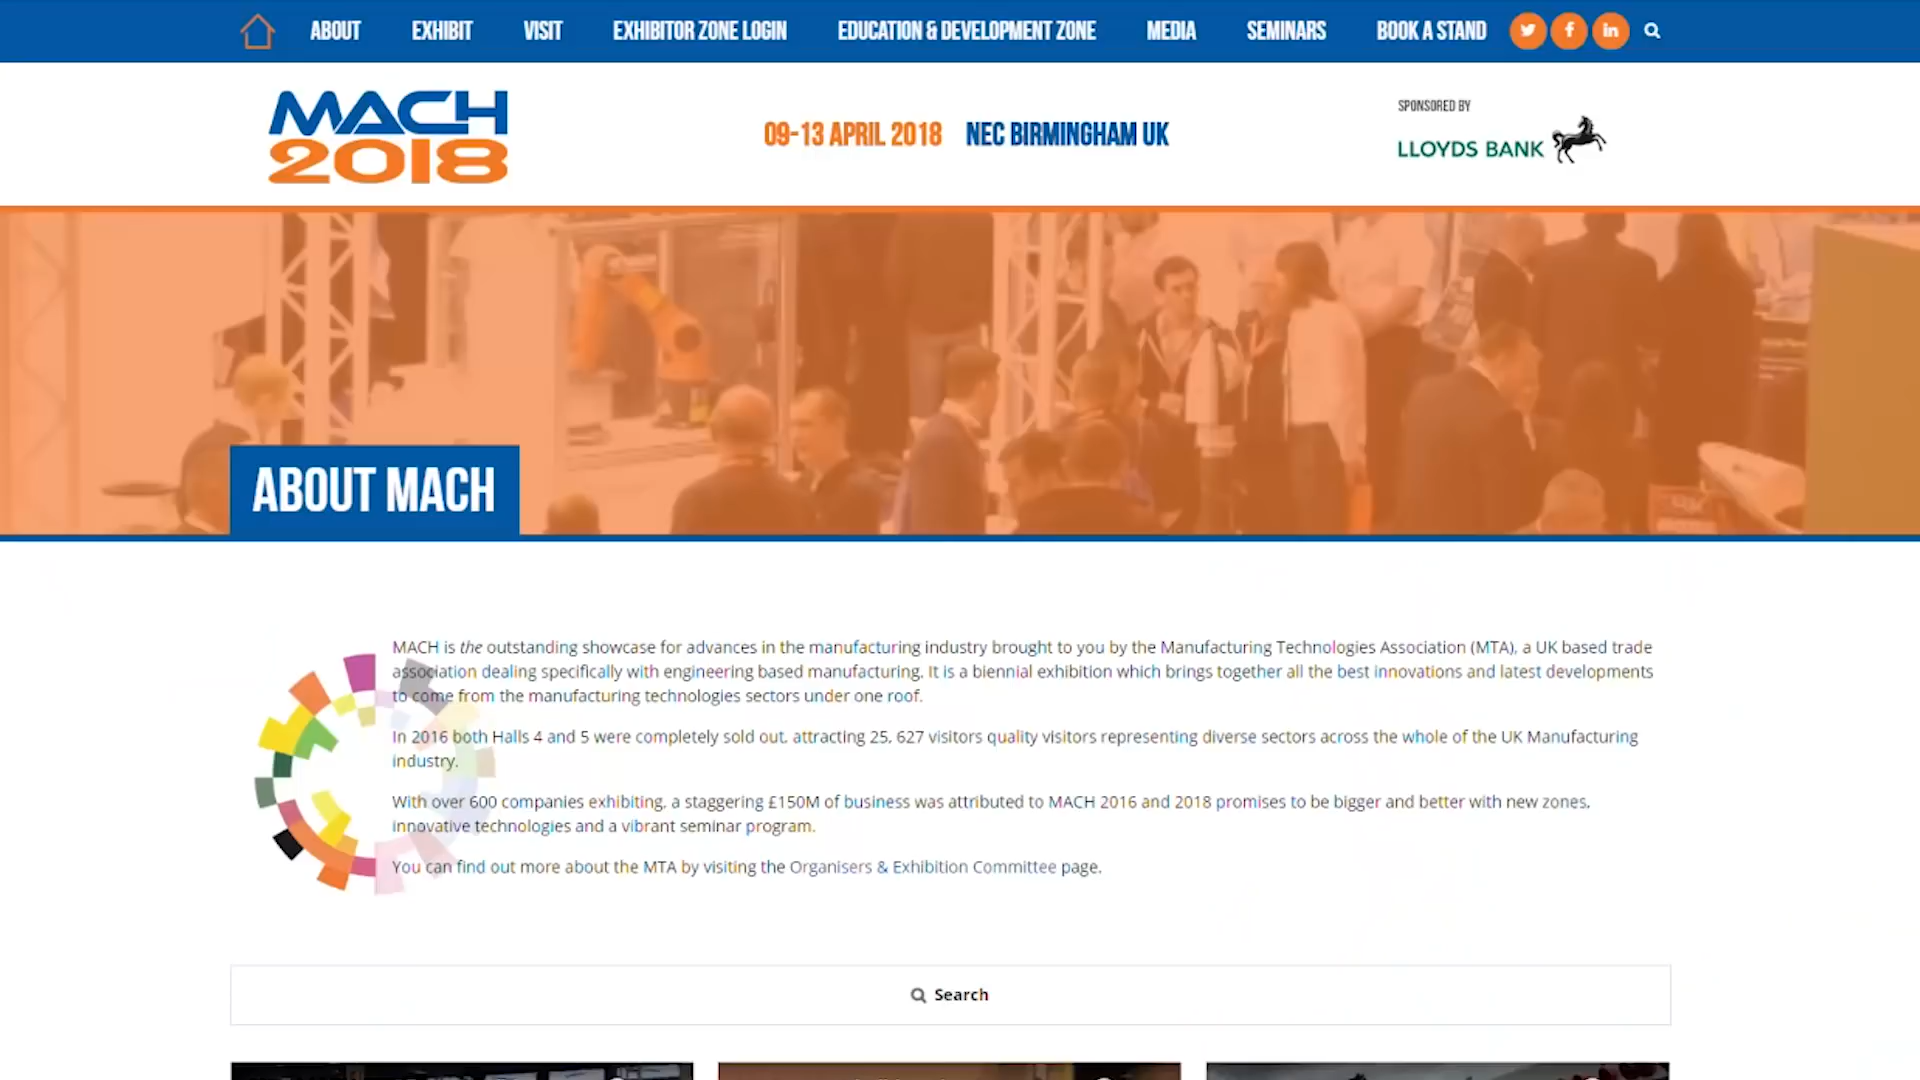 ABOUT EXHIBIT VISIT EXHIBITOR ZONE LOGIN EDUCATION & DEVELOPMENT ZONE MEDIA SEMINARS BOOK A STAND
MACH
2018
09-13 APRIL 2018 NEC BIRMINGHAM UK
SPONSORED BY
LLOYDS BANK
ABOUT MACH
MACH is the outstanding showcase for advances in the manufacturing industry brought to you by the Manufacturing Technologies Association (MTA), a UK based trade
association dealing specifically with engineering based manufacturing. It is a biennial exhibition which brings together all the best innovations and latest developments
to come from the manufacturing technologies sectors under one roof.
In 2016 both Halls 4 and 5 were completely sold out, attracting 25, 627 visitors quality visitors representing diverse sectors across the whole of the UK Manufacturing
industry.
With over 600 companies exhibiting, a staggering £150M of business was attributed to MACH 2016 and 2018 promises to be bigger and better with new zones,
innovative technologies and a vibrant seminar program.
You can find out more about the MTA by visiting the Organisers & Exhibition Committee page.
Search